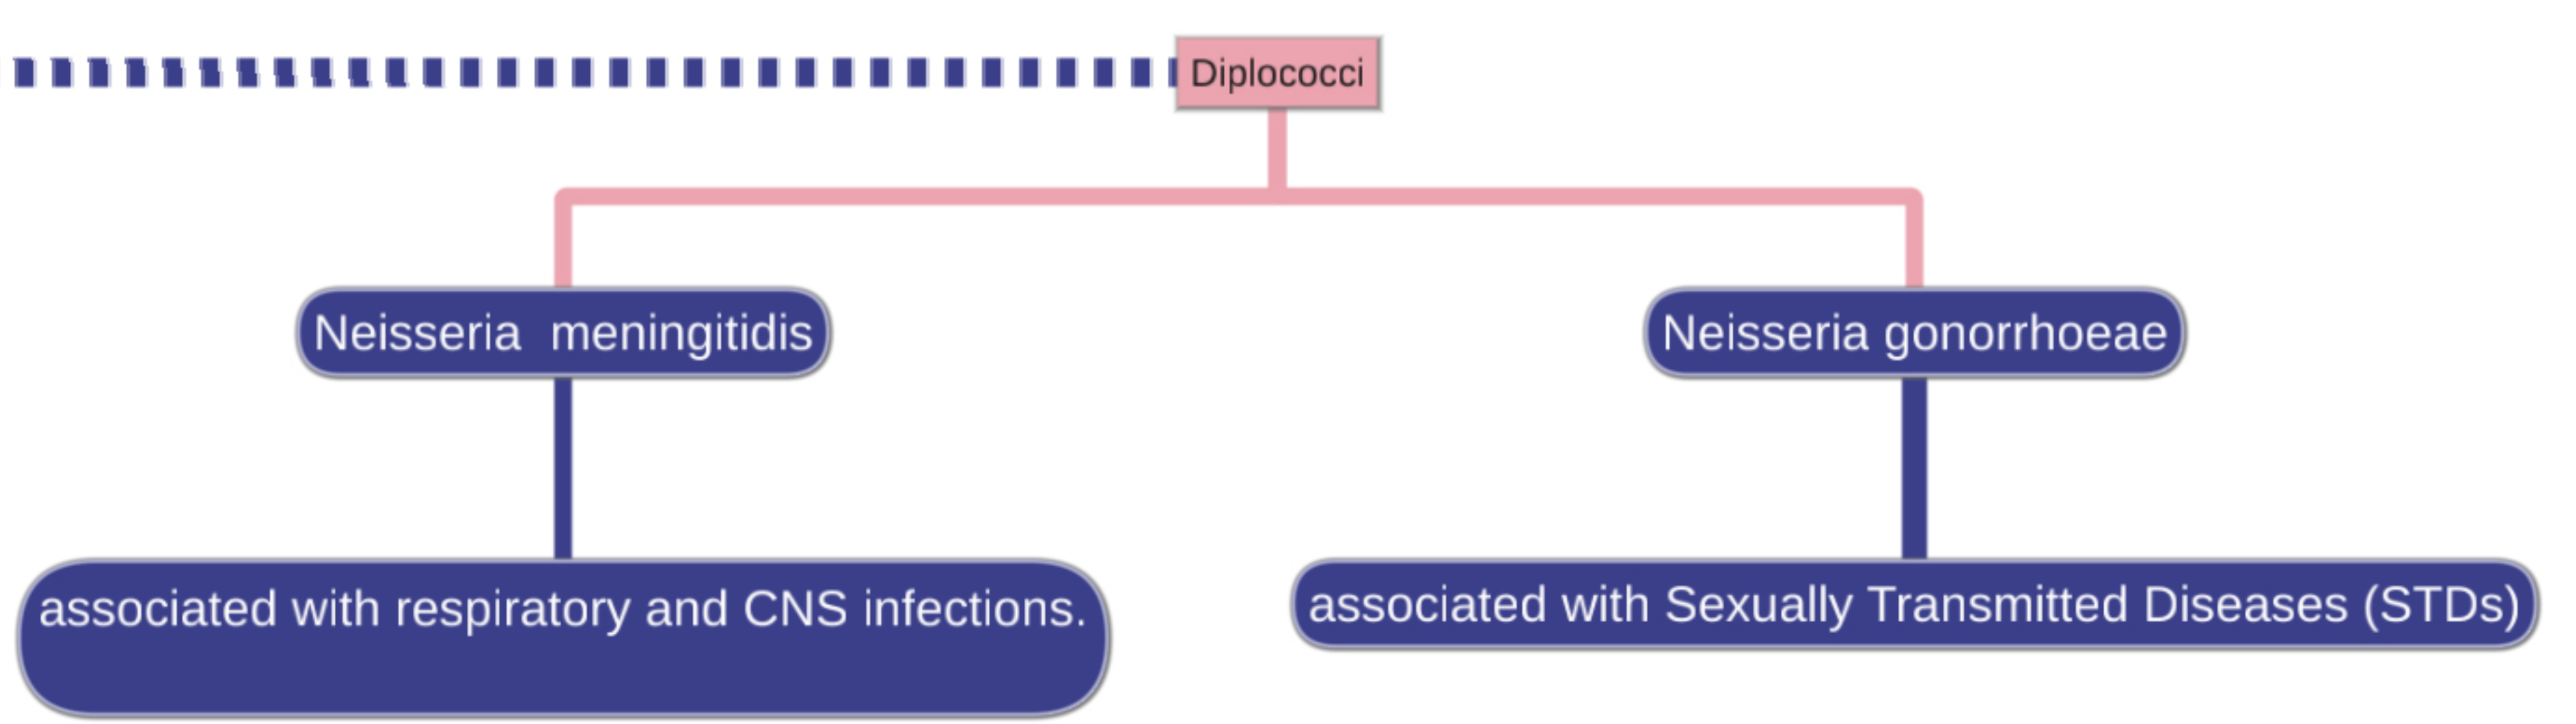 Diplococci
Neisseria  meningitidis
Neisseria gonorrhoeae
associated with respiratory and CNS infections.
associated with Sexually Transmitted Diseases (STDs)